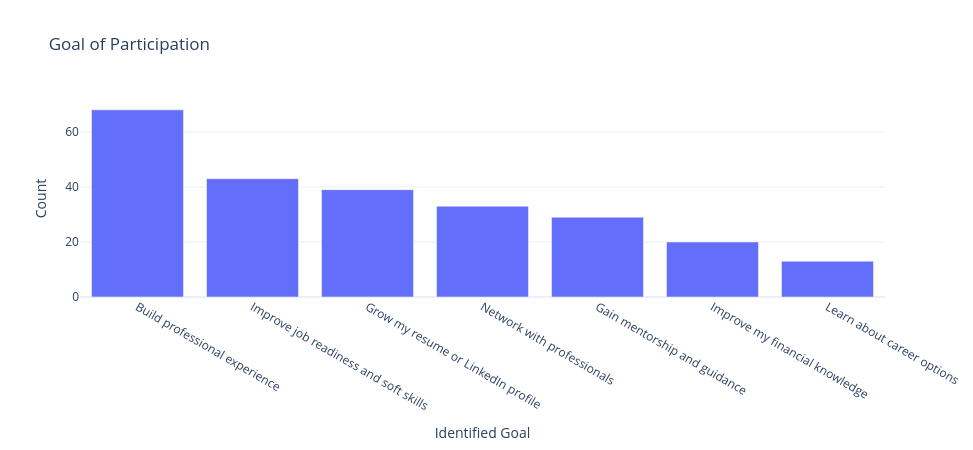 Goal of Participation
Count
60
40
20
0
Build professional experience
Improve job readiness and soft skills
Grow my resume or LinkedIn profile
Network with professionals
Gain mentorship and guidance
Improve my financial knowledge
Learn about career options
Identified Goal